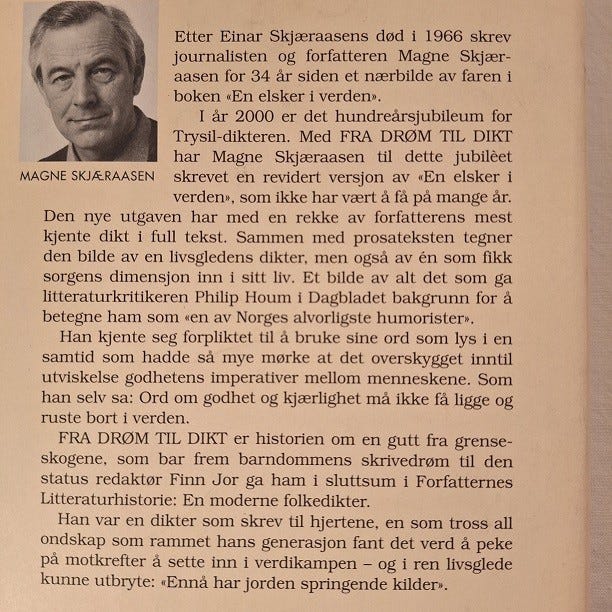 Etter Einar Skjæraasens død i 1966 skrev
journalisten og forfatteren Magne Skjær-
aasen for 34 år siden et nærbilde av faren i
boken «En elsker i verden».
I år 2000 er det hundreårsjubileum for
Trysil-dikteren. Med FRA DRØM TIL DIKT
har Magne Skjæraasen til dette jubilèet
skrevet en revidert versjon av «En elsker i
verden», som ikke har vært å få på mange år.
MAGNE SKJÆRAASEN
Den nye utgaven har med en rekke av forfatterens mest
kjente dikt i full tekst. Sammen med prosateksten tegner
den bilde av en livsgledens dikter, men også av én som fikk
sorgens dimensjon inn i sitt liv. Et bilde av alt det som ga
litteraturkritikeren Philip Houm i Dagbladet bakgrunn for å
betegne ham som «en av Norges alvorligste humorister».
Han kjente seg forpliktet til å bruke sine ord som lys i en
samtid som hadde så mye mørke at det overskygget inntil
utviskelse godhetens imperativer mellom menneskene. Som
han selv sa: Ord om godhet og kjærlighet må ikke få ligge og
ruste bort i verden.
FRA DRØM TIL DIKT er historien om en gutt fra grense-
skogene, som bar frem barndommens skrivedrøm til den
status redaktør Finn Jor ga ham i sluttsum i Forfatternes
Litteraturhistorie: En moderne folkedikter.
Han var en dikter som skrev til hjertene, en som tross all
ondskap som rammet hans generasjon fant det verd å peke
på motkrefter å sette inn i verdikampen – og i ren livsglede
kunne utbryte: «Ennå har jorden springende kilder».